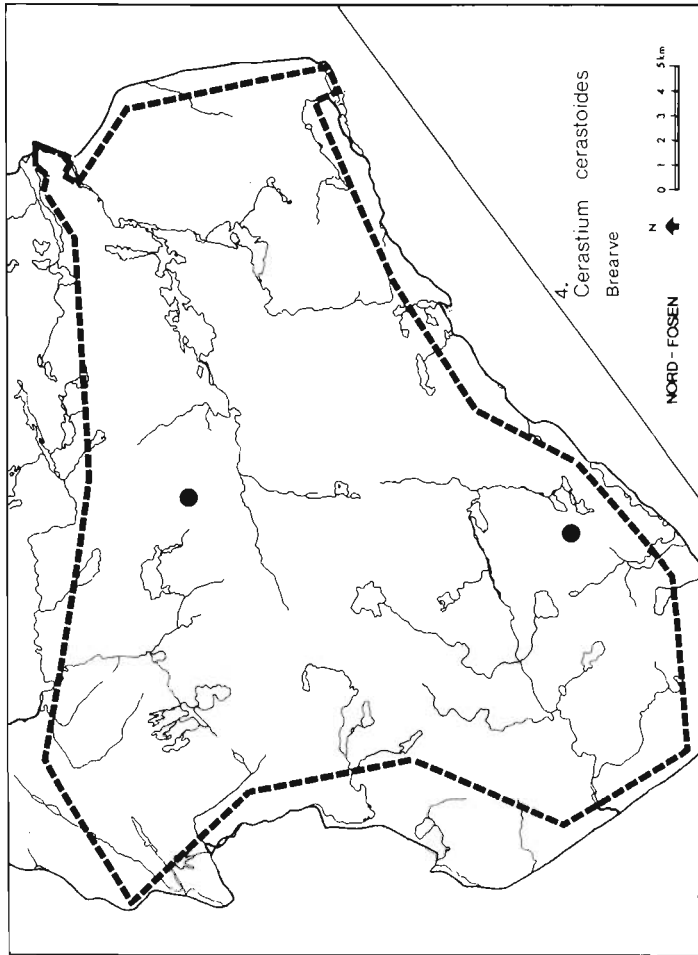 4.
Cerastium cerastoides
Brearve
NORD - FOSEN
N
0 1 2 3 4 5 km